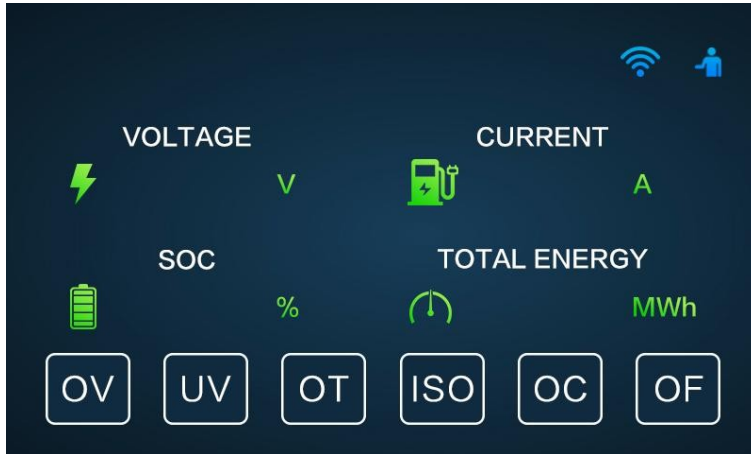 VOLTAGE CURRENT
V A
SOC TOTAL ENERGY
% MWh
OV UV OT ISO OC OF